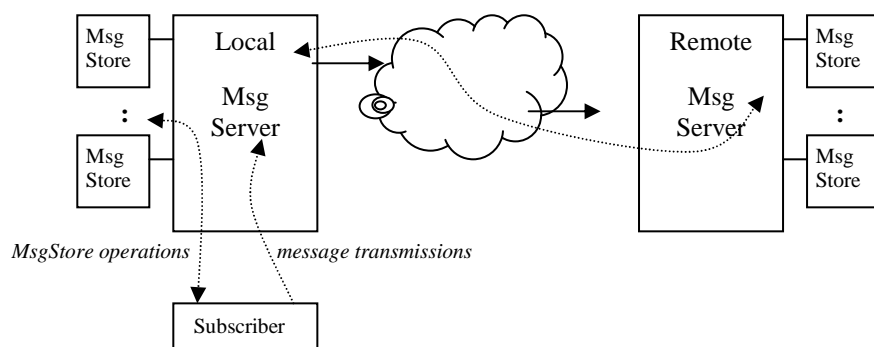 Msg
Store
:
Msg
Store
Local
Msg
Server
Remote
Msg
Server
Msg
Store
:
Msg
Store
MsgStore operations
message transmissions
Subscriber